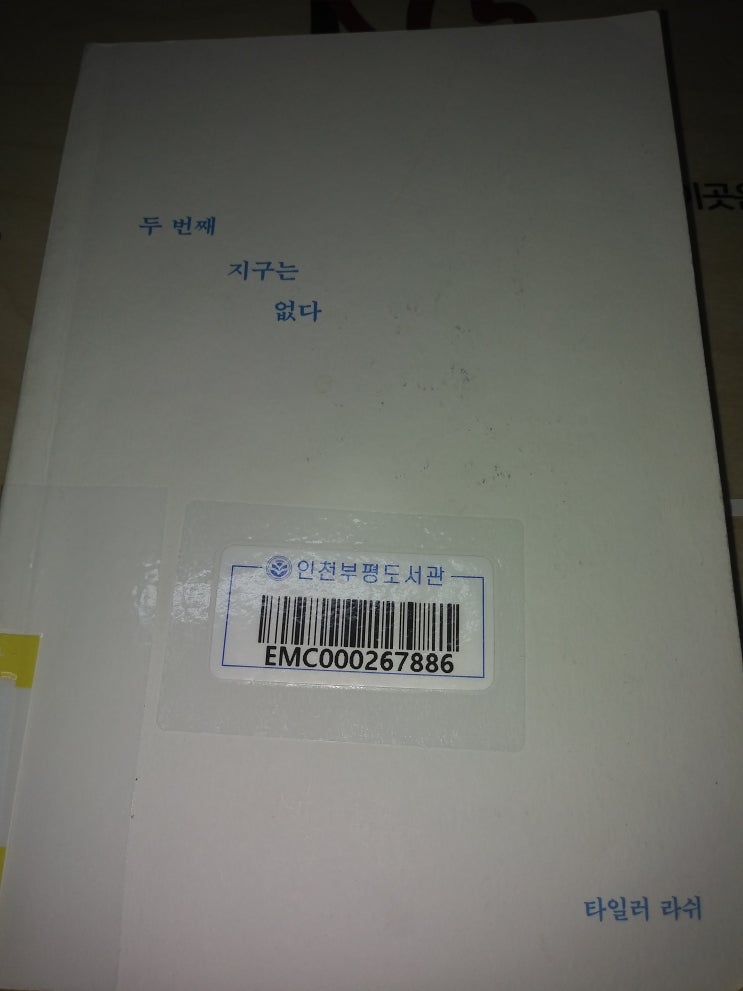 두 번째
지구는
없다
인천부평도서관
EMC000267886
타일러 라쉬